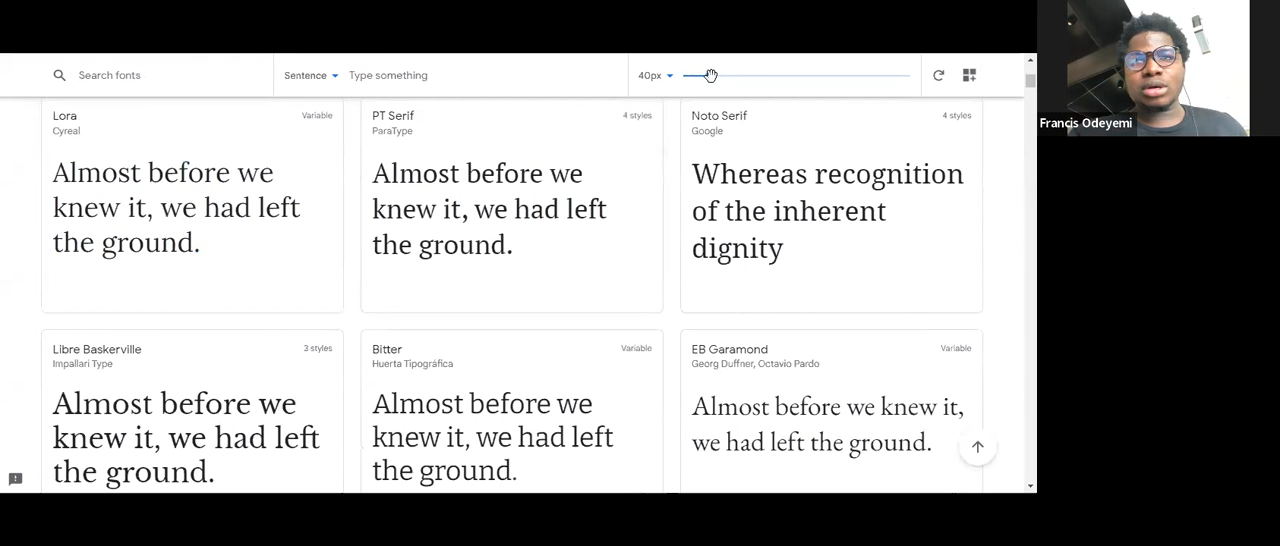 Search fonts
Sentence
Type something
40px
Lora
Variable
Cyreal
Almost before we
knew it, we had left
the ground.
PT Serif
4 styles
ParaType
Almost before we
knew it, we had left
the ground.
Noto Serif
4 styles
Google
Whereas recognition
of the inherent
dignity
Libre Baskerville
3 styles
Impallari Type
Almost before we
knew it, we had left
the ground.
Bitter
Variable
Huerta Tipográfica
Almost before we
knew it, we had left
the ground.
EB Garamond
Variable
Georg Duffner, Octavio Pardo
Almost before we knew it,
we had left the ground.
Francis Odeyemi